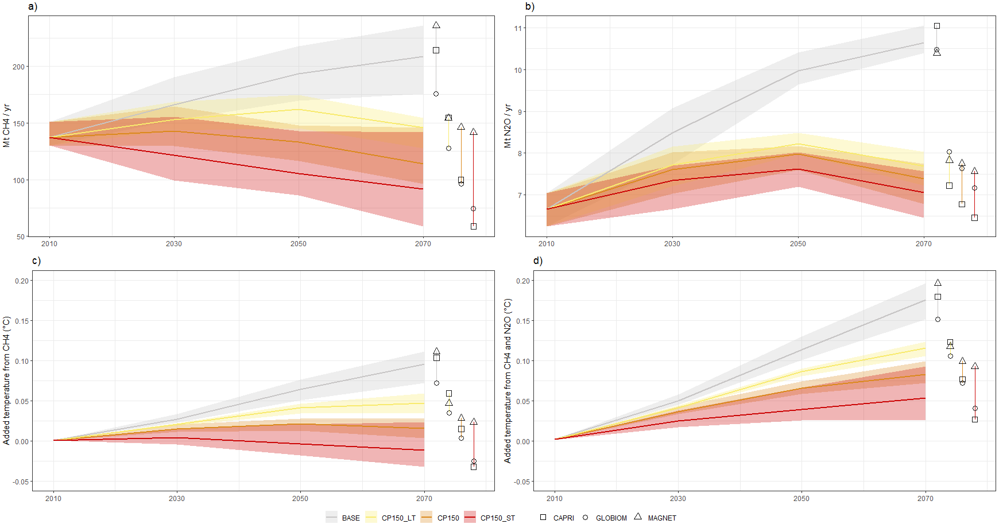 a)
Mt CH4 / yr
200
150
100
50
2010 2030 2050 2070
b)
Mt N2O / yr
11
10
9
8
7
2010 2030 2050 2070
c)
Added temperature from CH4 (°C)
0.20
0.15
0.10
0.05
0.00
-0.05
2010 2030 2050 2070
d)
Added temperature from CH4 and N2O (°C)
0.20
0.15
0.10
0.05
0.00
-0.05
2010 2030 2050 2070
BASE CP150_LT CP150 CP150_ST CAPRI GLOBIOM MAGNET